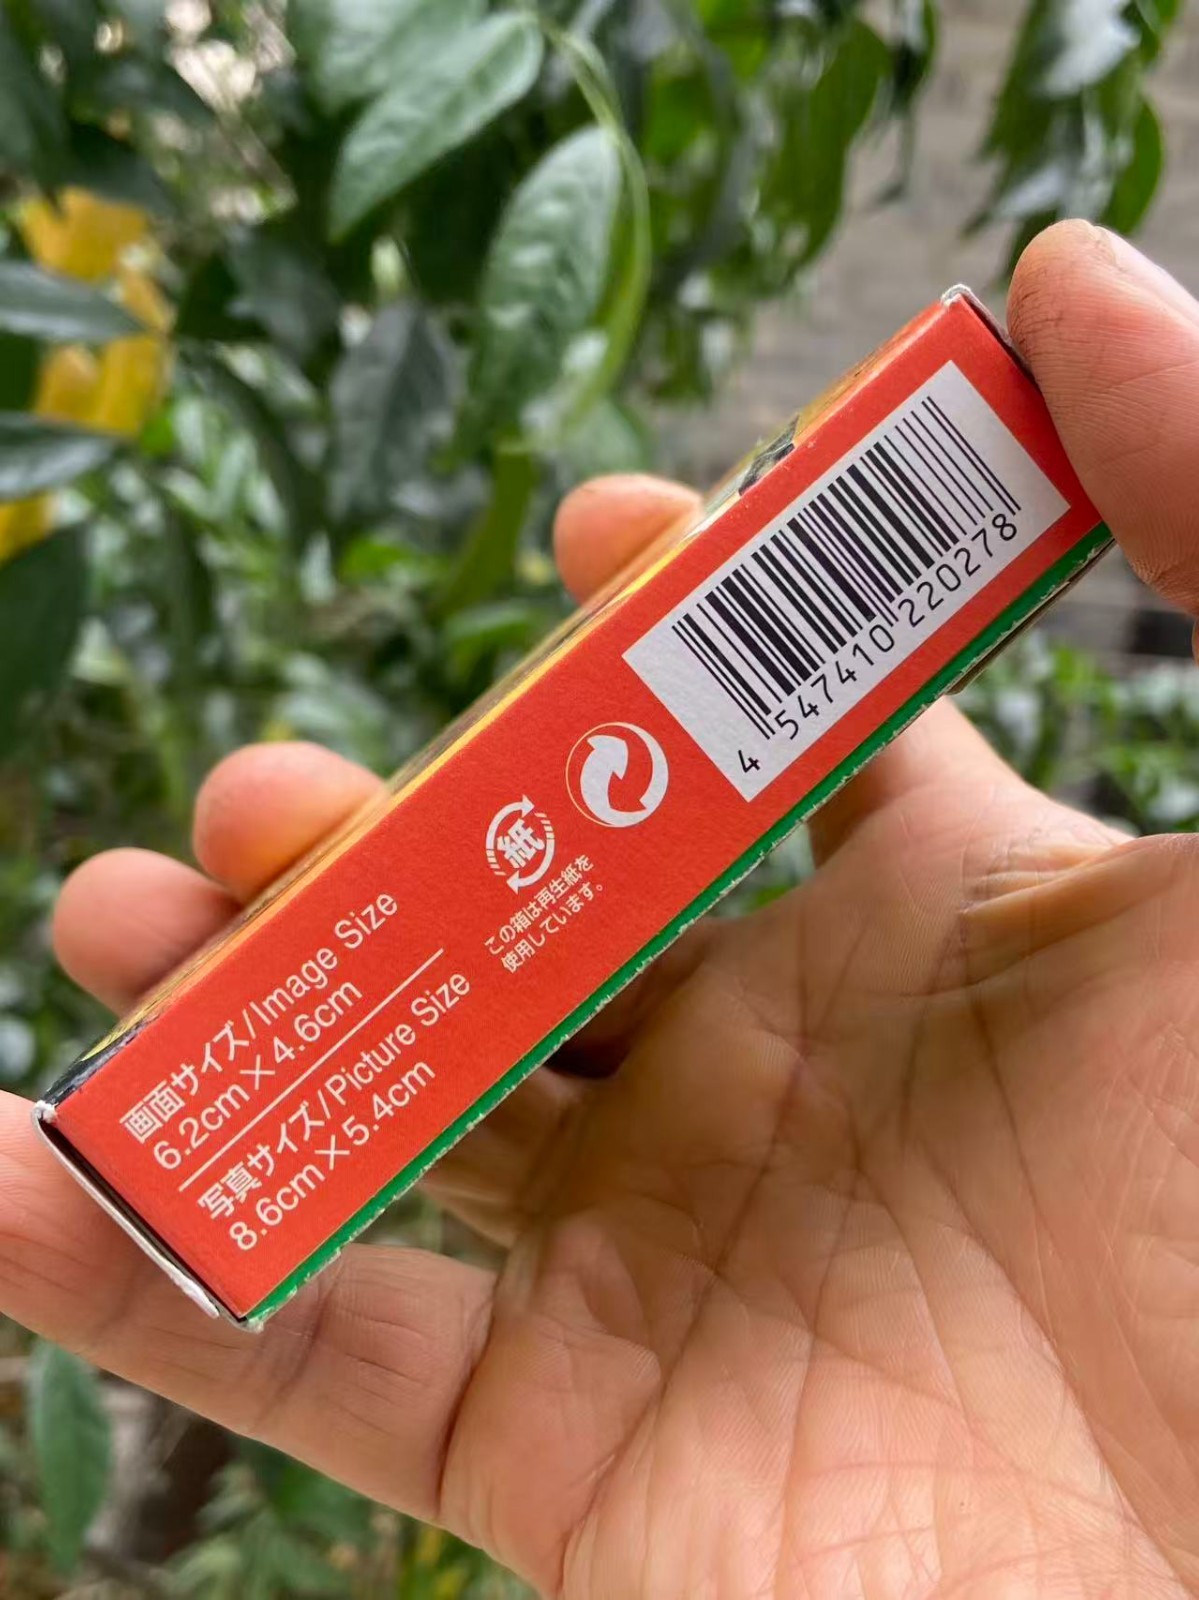 画面サイズ/Image Size
6.2cm×4.6cm
写真サイズ/Picture Size
8.6cm×5.4cm
紙
この箱は再生紙を
使用しています。
4 547410 220278